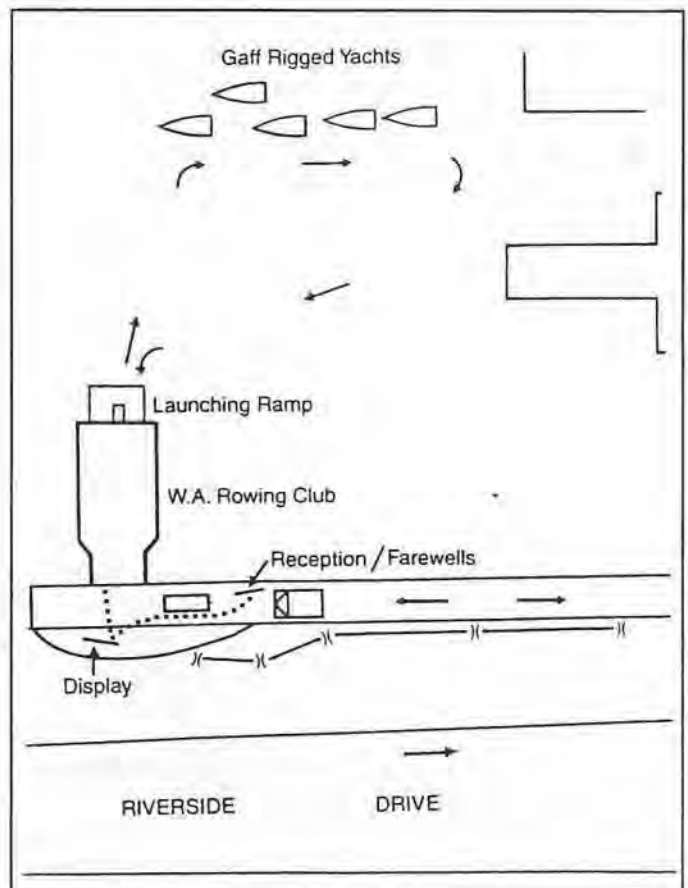 Gaff Rigged Yachts
Launching Ramp
W.A. Rowing Club
Reception / Farewells
Display
RIVERSIDE DRIVE